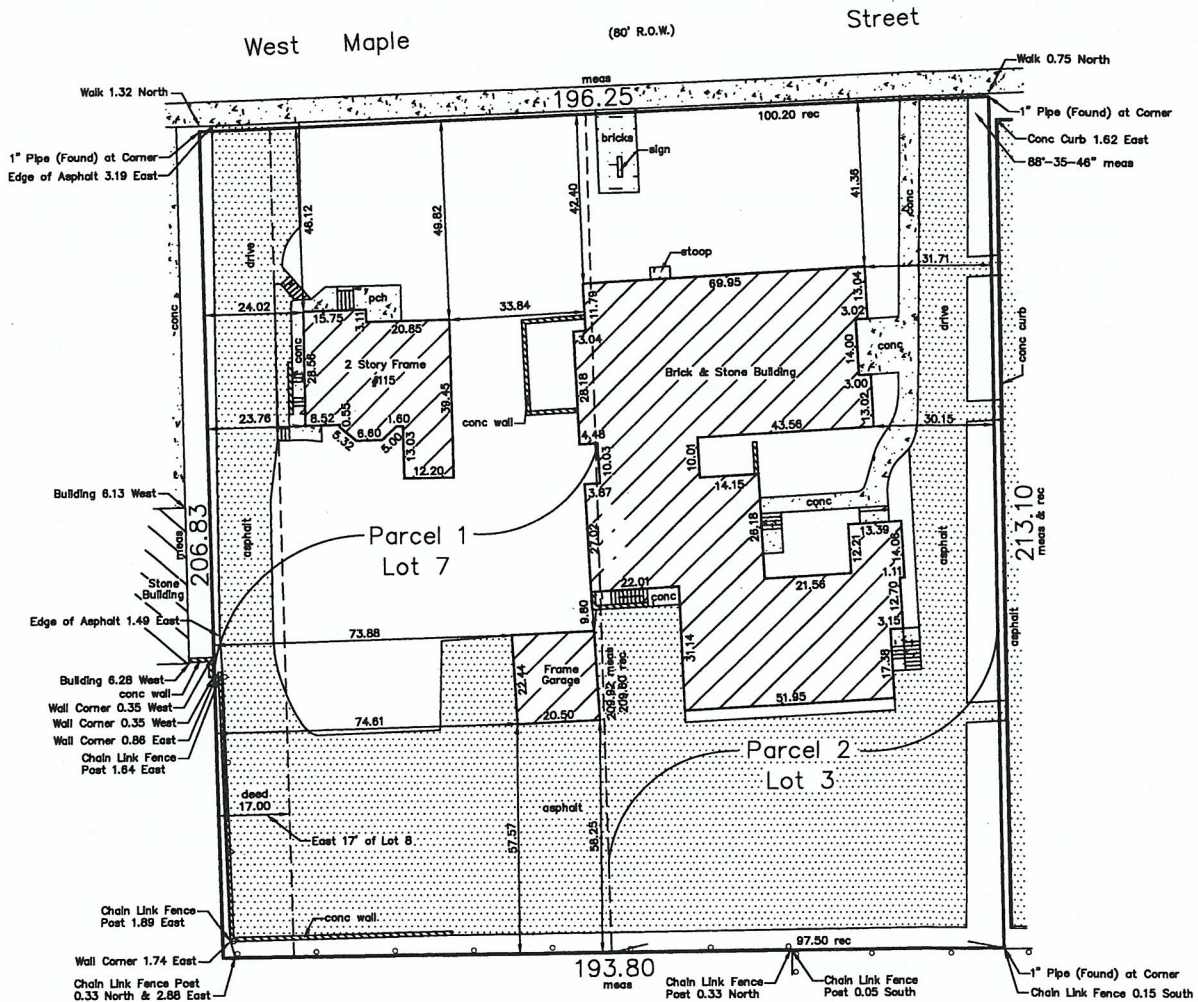 West Maple Street
(80' R.O.W.)
Walk 1.32 North
meas
196.25
Walk 0.75 North
100.20 rec
1" Pipe (Found) at Corner
1" Pipe (Found) at Corner
Conc Curb 1.62 East
Edge of Asphalt 3.19 East
88°-35-46" meas
bricks
sign
conc
drive
46.12
49.82
42.40
41.36
conc
stoop
31.71
69.95
24.02
pch
15.75
3.11
20.85
33.84
11.79
13.04
3.02
drive
conc curb
conc
28.56
2 Story Frame
#115
39.45
3.04
28.18
Brick & Stone Building
14.00
conc
3.00
13.02
23.76
8.52
0.55
1.60
5.32
6.60
5.00
13.03
12.20
conc wall
4.48
10.03
43.56
30.15
10.01
14.15
3.87
Building 6.13 West
meas
206.83
asphalt
Parcel 1
Lot 7
27.02
28.18
conc
13.39
12.21
14.06
asphalt
213.10
meas & rec
Stone
Building
21.56
1.11
22.01
conc
9.80
12.70
3.15
Edge of Asphalt 1.49 East
73.88
Frame
Garage
22.44
20.50
209.92 meas
209.80 rec
31.14
17.38
51.95
asphalt
Building 6.28 West
conc wall
Wall Corner 0.35 West
Wall Corner 0.35 West
Wall Corner 0.86 East
Chain Link Fence
Post 1.64 East
74.61
Parcel 2
Lot 3
deed
17.00
East 17' of Lot 8
57.57
asphalt
58.25
Chain Link Fence
Post 1.89 East
conc wall
97.50 rec
Wall Corner 1.74 East
Chain Link Fence Post
0.33 North & 2.88 East
193.80
meas
Chain Link Fence
Post 0.33 North
Chain Link Fence
Post 0.05 South
1" Pipe (Found) at Corner
Chain Link Fence 0.15 South